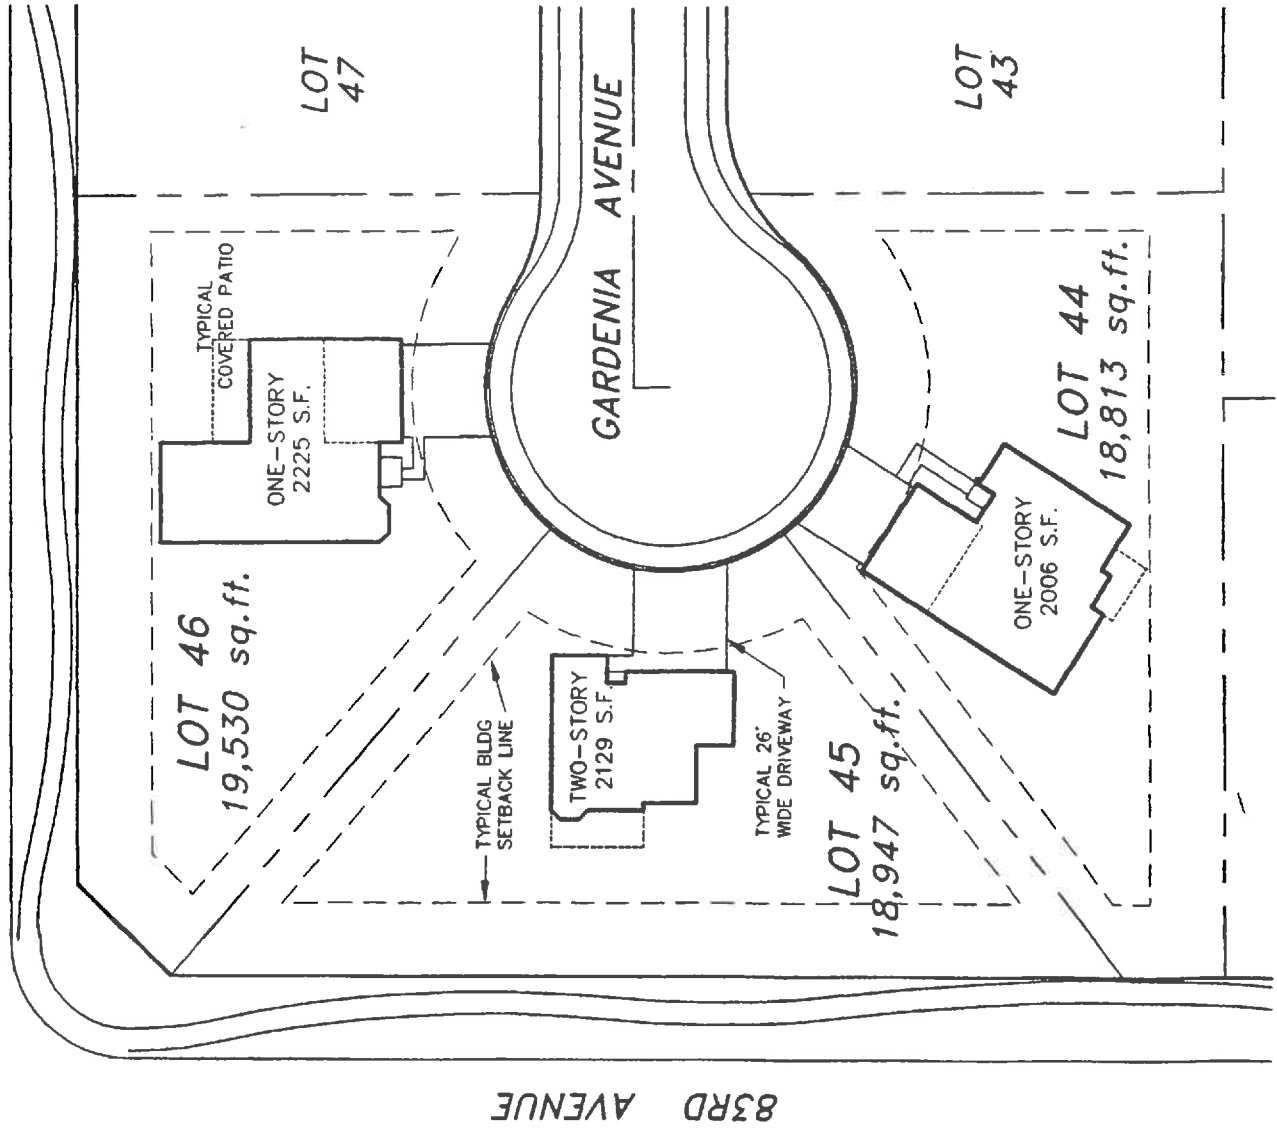 LOT
47
LOT
43
GARDENIA AVENUE
TYPICAL
COVERED PATIO
ONE-STORY
2225 S.F.
LOT 44
18,813 sq.ft.
ONE-STORY
2006 S.F.
LOT 46
19,530 sq.ft.
TYPICAL BLDG
SETBACK LINE
TWO-STORY
2129 S.F.
TYPICAL 26'
WIDE DRIVEWAY
LOT 45
18,947 sq.ft.
83RD AVENUE